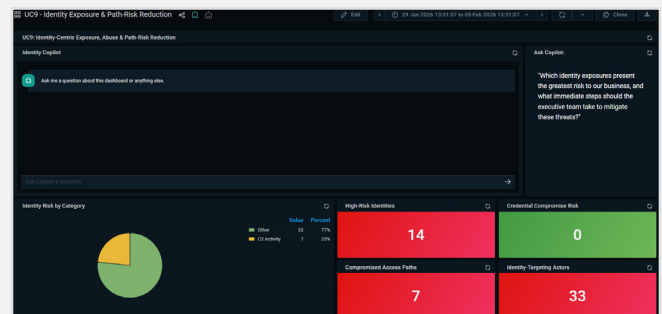 UC9 - Identity Exposure & Path-Risk Reduction
Edit
29 Jan 2026 13:31:07 to 05 Feb 2026 13:31:07
Clone
UC9: Identity-Centric Exposure, Abuse & Path-Risk Reduction
Identity Copilot
Ask me a question about this dashboard or anything else.
Ask Copilot a question
Ask Copilot:
"Which identity exposures present
the greatest risk to our business, and
what immediate steps should the
executive team take to mitigate
these threats?"
Identity Risk by Category
Value Percent
Other 23 77%
C2 Activity 7 23%
High-Risk Identities
14
Credential Compromise Risk
0
Compromised Access Paths
7
Identity-Targeting Actors
33